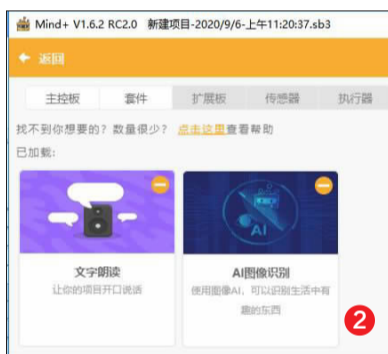 Mind+ V1.6.2 RC2.0 新建项目-2020/9/6-上午11:20:37.sb3
返回
主控板 套件 扩展板 传感器 执行器
找不到你想要的？数量很少？ 点击这里查看帮助
已加载:
AI
文字朗读
让你的项目开口说话
AI图像识别
使用图像AI，可以识别生活中有
趣的东西
2